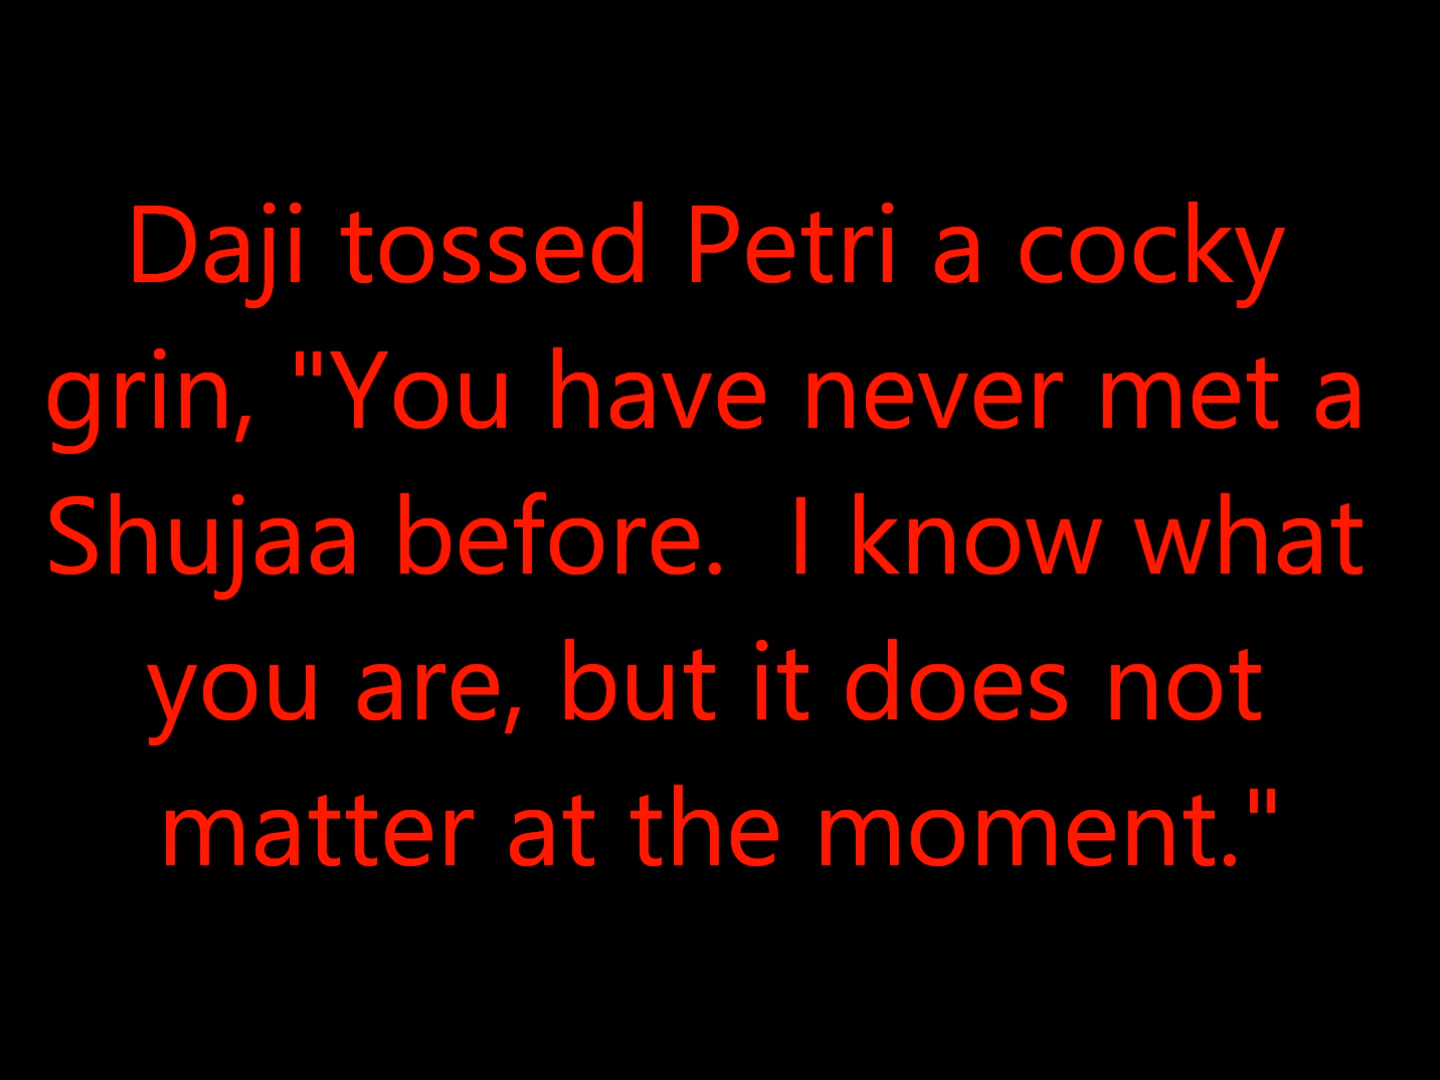 Daji tossed Petri a cocky
grin, "You have never met a
Shujaa before.  I know what
you are, but it does not
matter at the moment."